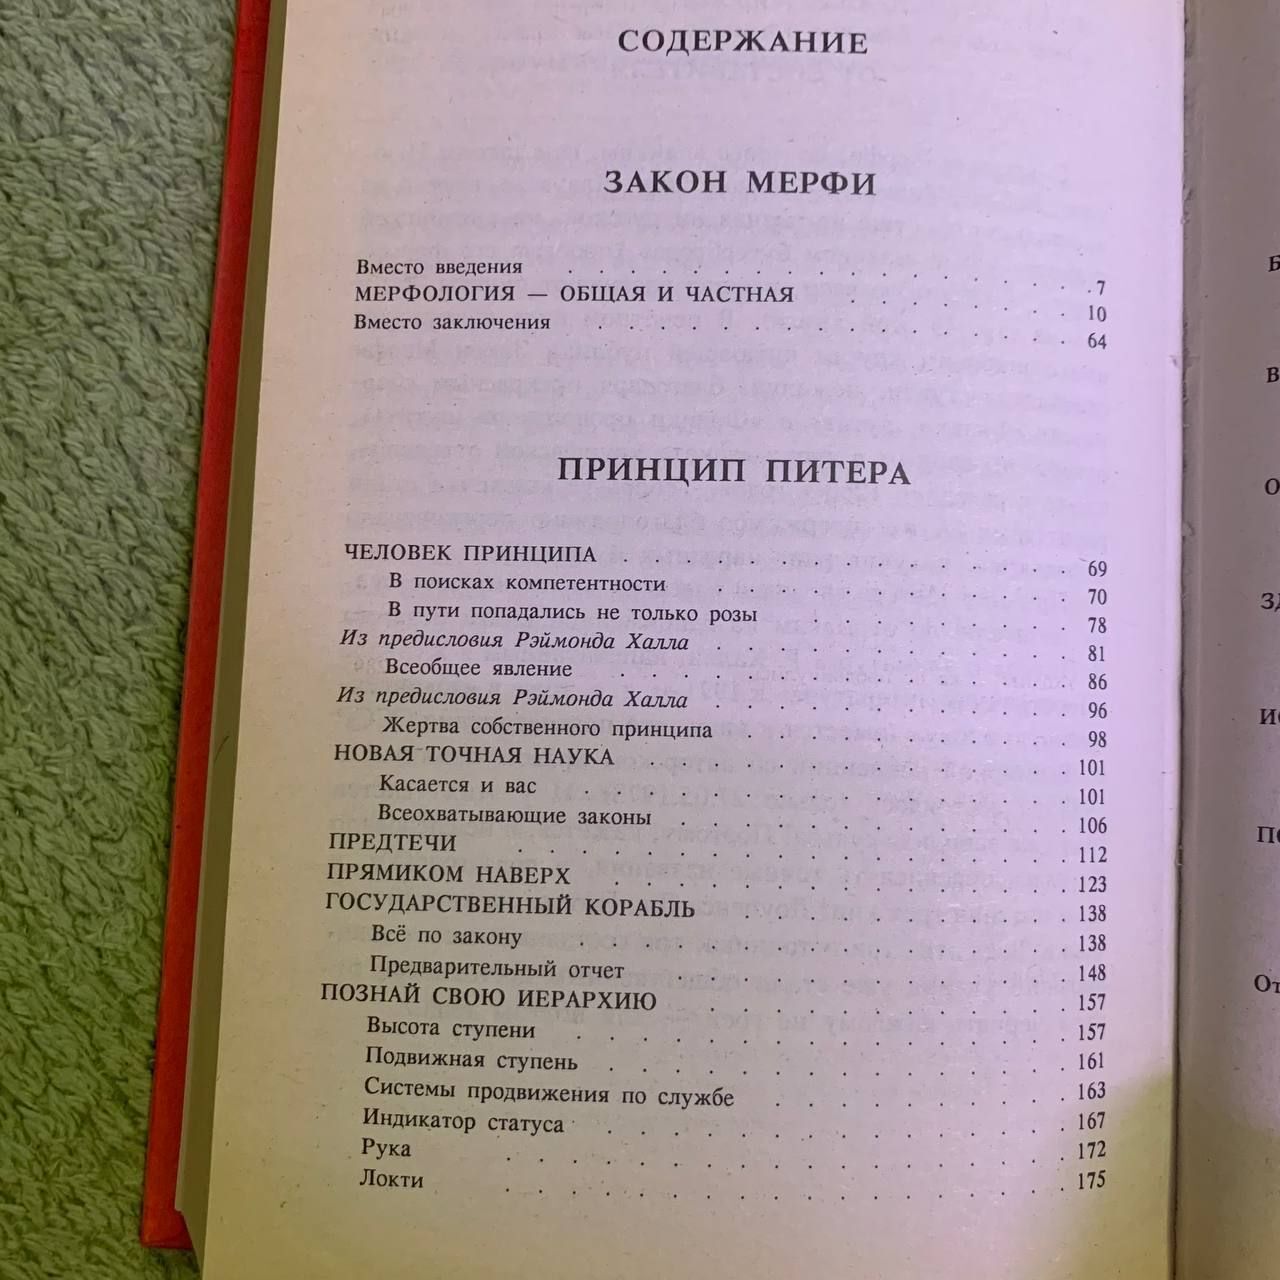 СОДЕРЖАНИЕ
ЗАКОН МЕРФИ
Вместо введения . . . . . . . . . . . . . . . . 7
МЕРФОЛОГИЯ — ОБЩАЯ И ЧАСТНАЯ . . . . . . . . 10
Вместо заключения . . . . . . . . . . . . . . . 64
ПРИНЦИП ПИТЕРА
ЧЕЛОВЕК ПРИНЦИПА . . . . . . . . . . . . . . 69
В поисках компетентности . . . . . . . . . . . . 70
В пути попадались не только розы . . . . . . . . 78
Из предисловия Рэймонда Халла . . . . . . . . . . 81
Всеобщее явление . . . . . . . . . . . . . . 86
Из предисловия Рэймонда Халла . . . . . . . . . . 96
Жертва собственного принципа . . . . . . . . . . 98
НОВАЯ ТОЧНАЯ НАУКА . . . . . . . . . . . . . 101
Касается и вас . . . . . . . . . . . . . . . 101
Всеохватывающие законы . . . . . . . . . . . . 106
ПРЕДТЕЧИ . . . . . . . . . . . . . . . . . 112
ПРЯМИКОМ НАВЕРХ . . . . . . . . . . . . . . 123
ГОСУДАРСТВЕННЫЙ КОРАБЛЬ . . . . . . . . . . 138
Всё по закону . . . . . . . . . . . . . . . 138
Предварительный отчет . . . . . . . . . . . . 148
ПОЗНАЙ СВОЮ ИЕРАРХИЮ . . . . . . . . . . . 157
Высота ступени . . . . . . . . . . . . . . . 157
Подвижная ступень . . . . . . . . . . . . . . 161
Системы продвижения по службе . . . . . . . . . 163
Индикатор статуса . . . . . . . . . . . . . . 167
Рука . . . . . . . . . . . . . . . . . 172
Локти . . . . . . . . . . . . . . . . . 175